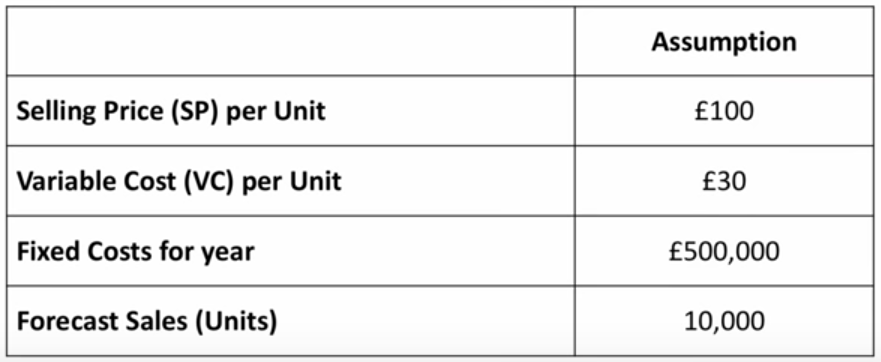 Assumption
Selling Price (SP) per Unit £100
Variable Cost (VC) per Unit £30
Fixed Costs for year £500,000
Forecast Sales (Units) 10,000